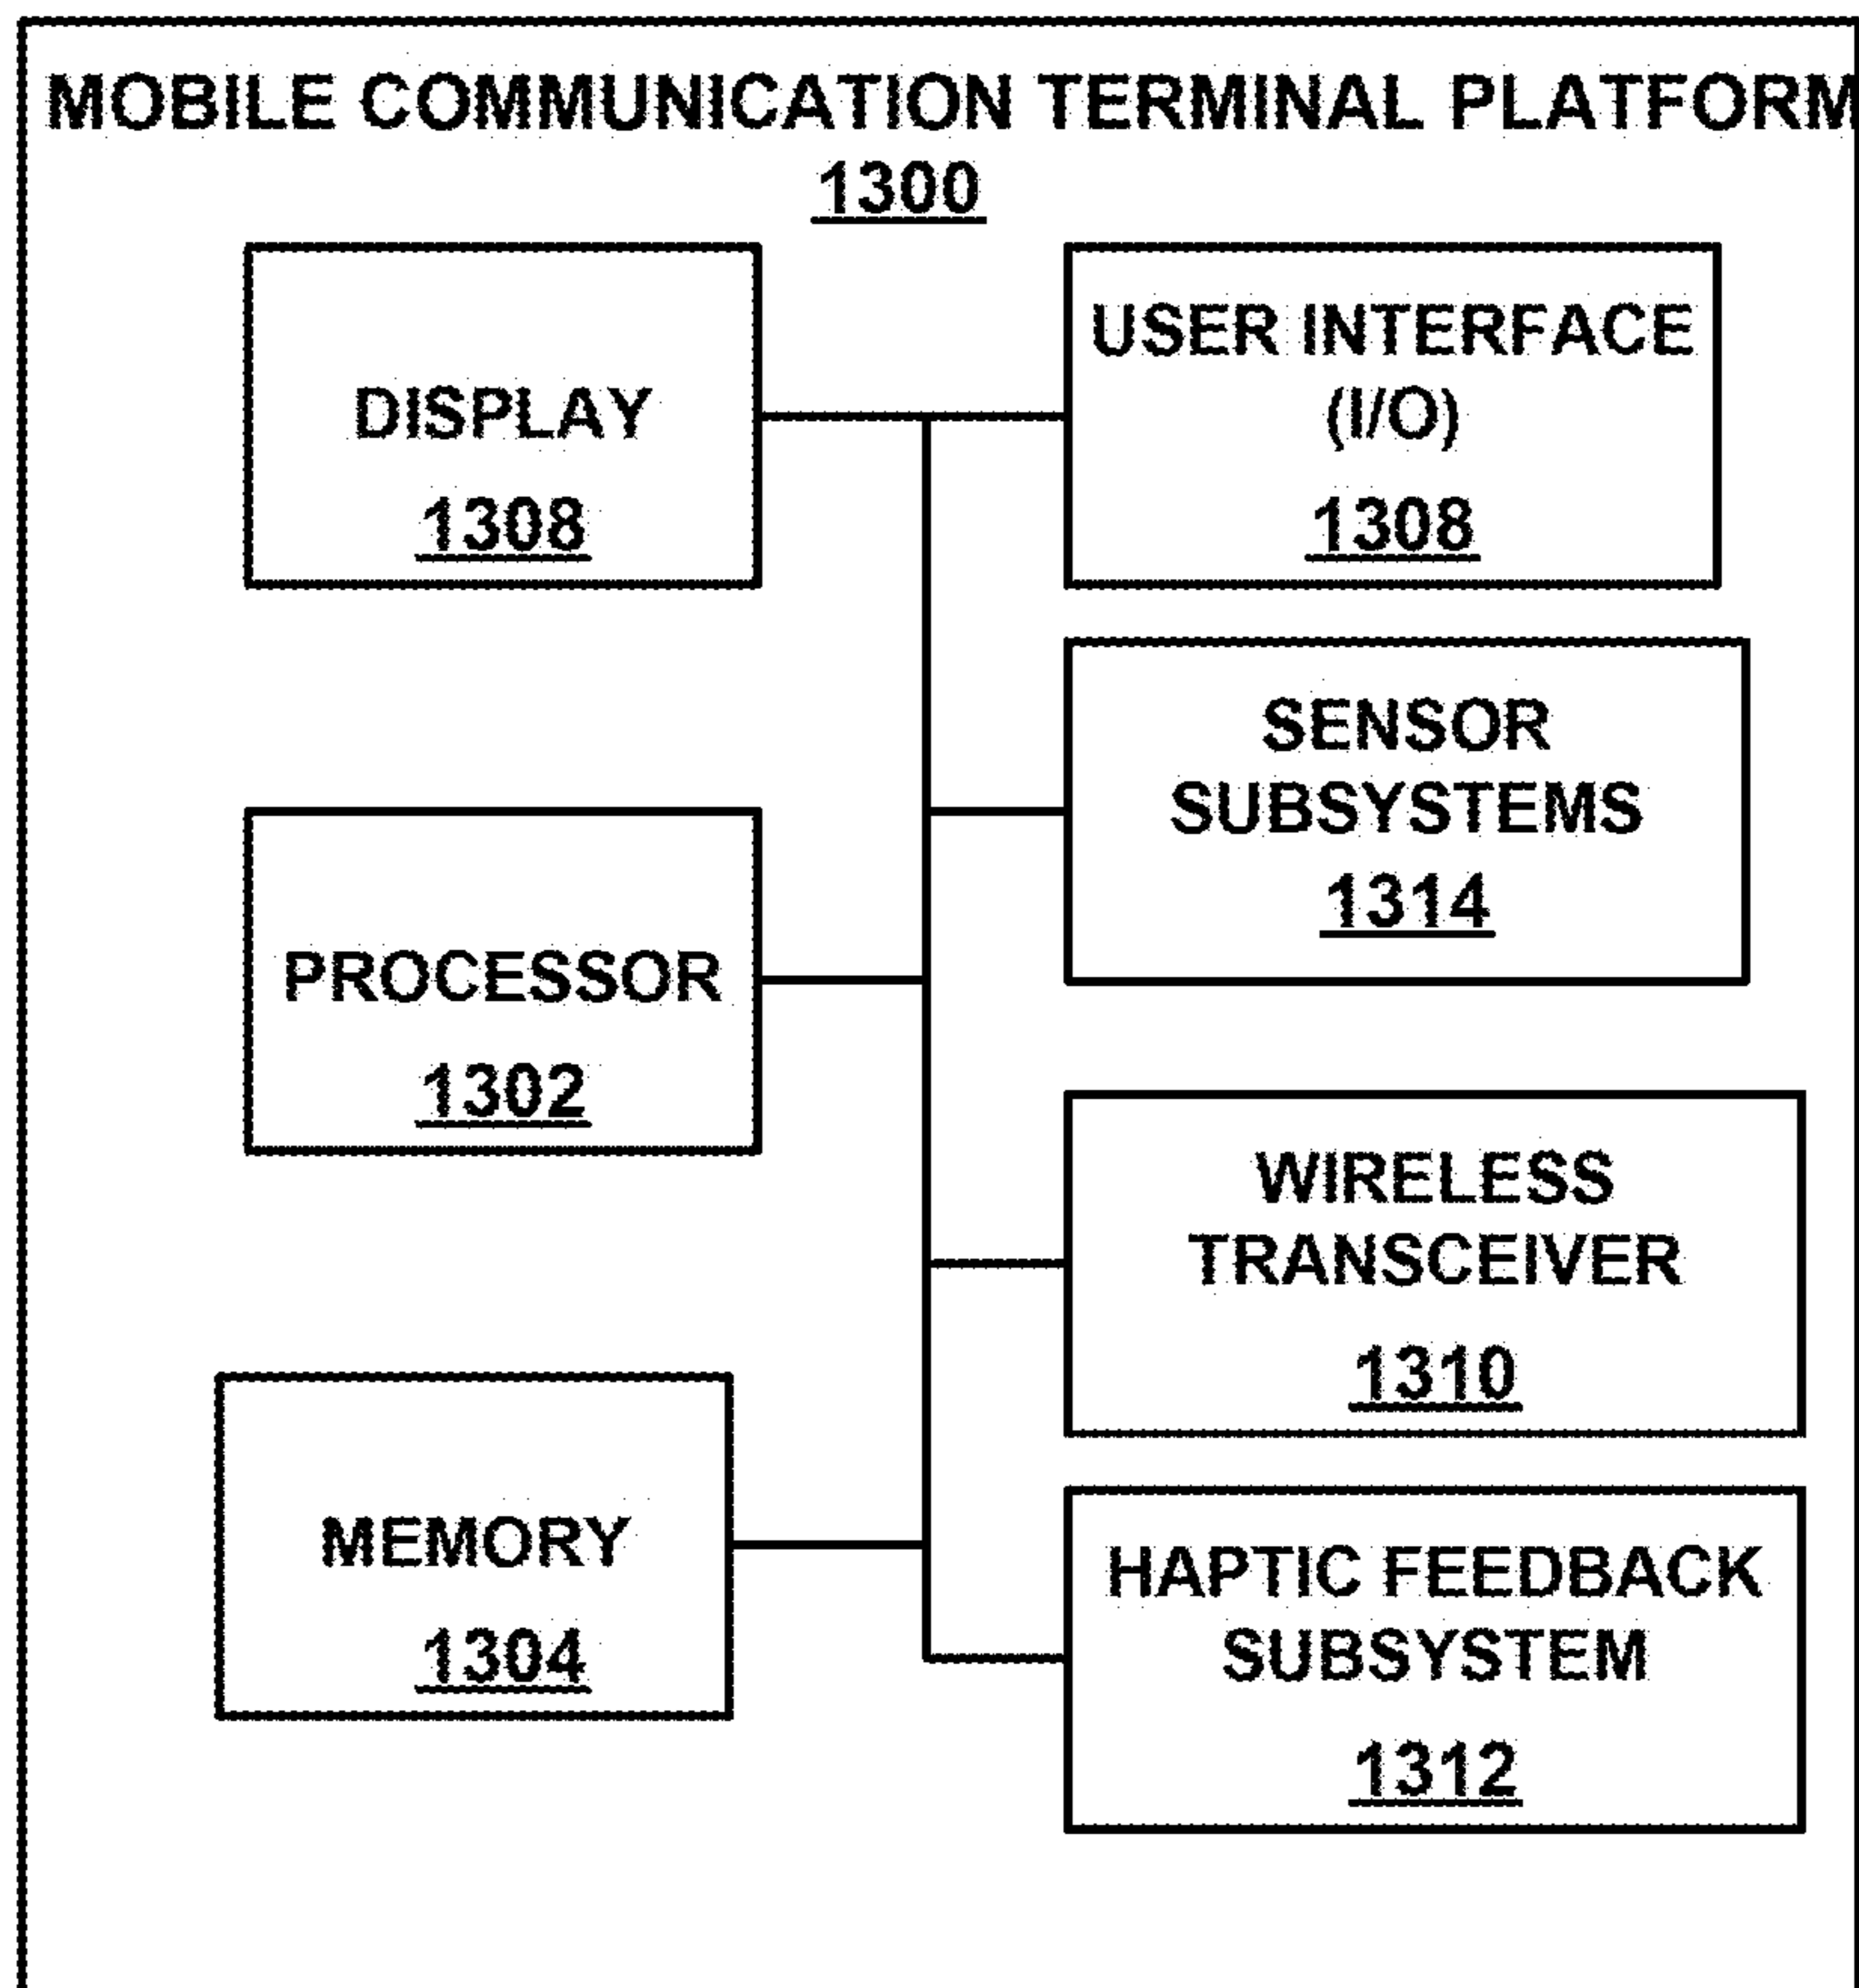 MOBILE COMMUNICATION TERMINAL PLATFORM
1300
DISPLAY
1308
USER INTERFACE
(I/O)
1308
SENSOR
SUBSYSTEMS
1314
PROCESSOR
1302
WIRELESS
TRANSCEIVER
1310
MEMORY
1304
HAPTIC FEEDBACK
SUBSYSTEM
1312